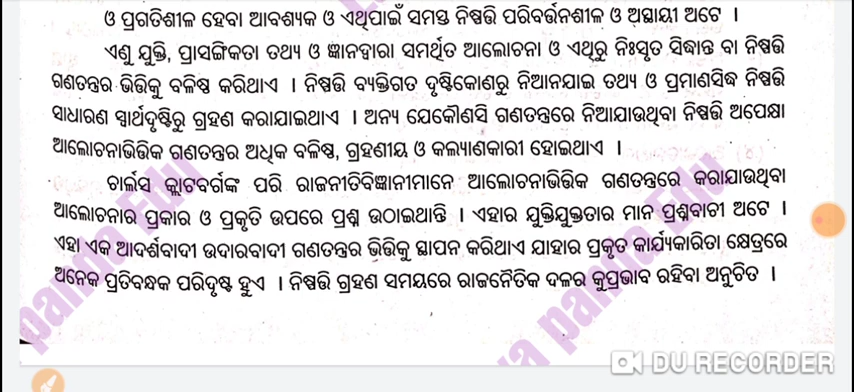 ଓ ପ୍ରଗତିଶୀଳ ହେବା ଆବଶ୍ୟକ ଓ ଏଥିପାଇଁ ସମସ୍ତ ନିଷ୍ପତ୍ତି ପରିବର୍ତ୍ତନଶୀଳ ଓ ଅସ୍ଥାୟୀ ଅଟେ ।
ଏଣୁ ଯୁକ୍ତି, ପ୍ରାସଙ୍ଗିକତା ତଥ୍ୟ ଓ ଜ୍ଞାନଦ୍ୱାରା ସମର୍ଥିତ ଆଲୋଚନା ଓ ଏଥିରୁ ନିଃସୃତ ସିଦ୍ଧାନ୍ତ ବା ନିଷ୍ପତ୍ତି
ଗଣତନ୍ତ୍ରର ଭିତ୍ତିକୁ ବଳିଷ୍ଠ କରିଥାଏ । ନିଷ୍ପତ୍ତି ବ୍ୟକ୍ତିଗତ ଦୃଷ୍ଟିକୋଣରୁ ନିଆନଯାଇ ତଥ୍ୟ ଓ ପ୍ରମାଣସିଦ୍ଧ ନିଷ୍ପତ୍ତି
ସାଧାରଣ ସ୍ୱାର୍ଥଦୃଷ୍ଟିରୁ ଗ୍ରହଣ କରାଯାଇଥାଏ । ଅନ୍ୟ ଯେକୌଣସି ଗଣତନ୍ତ୍ରରେ ନିଆଯାଉଥିବା ନିଷ୍ପତ୍ତି ଅପେକ୍ଷା
ଆଲୋଚନାଭିତ୍ତିକ ଗଣତନ୍ତ୍ରର ଅଧିକ ବଳିଷ୍ଠ, ଗ୍ରହଣୀୟ ଓ କଲ୍ୟାଣକାରୀ ହୋଇଥାଏ ।
ଚାର୍ଲସ କ୍ଲାଟବର୍ଗଙ୍କ ପରି ରାଜନୀତିବିଜ୍ଞାନୀମାନେ ଆଲୋଚନାଭିତ୍ତିକ ଗଣତନ୍ତ୍ରରେ କରାଯାଉଥିବା
ଆଲୋଚନାର ପ୍ରକାର ଓ ପ୍ରକୃତି ଉପରେ ପ୍ରଶ୍ନ ଉଠାଇଥାନ୍ତି । ଏହାର ଯୁକ୍ତିଯୁକ୍ତତାର ମାନ ପ୍ରଶ୍ନବାଚୀ ଅଟେ ।
ଏହା ଏକ ଆଦର୍ଶବାଦୀ ଉଦାରବାଦୀ ଗଣତନ୍ତ୍ରର ଭିତ୍ତିକୁ ସ୍ଥାପନ କରିଥାଏ ଯାହାର ପ୍ରକୃତ କାର୍ଯ୍ୟକାରିତା କ୍ଷେତ୍ରରେ
ଅନେକ ପ୍ରତିବନ୍ଧକ ପରିଦୃଷ୍ଟ ହୁଏ । ନିଷ୍ପତ୍ତି ଗ୍ରହଣ ସମୟରେ ରାଜନୈତିକ ଦଳର କୁପ୍ରଭାବ ରହିବା ଅନୁଚିତ ।
panga Edu
panda Edu
DU RECORDER